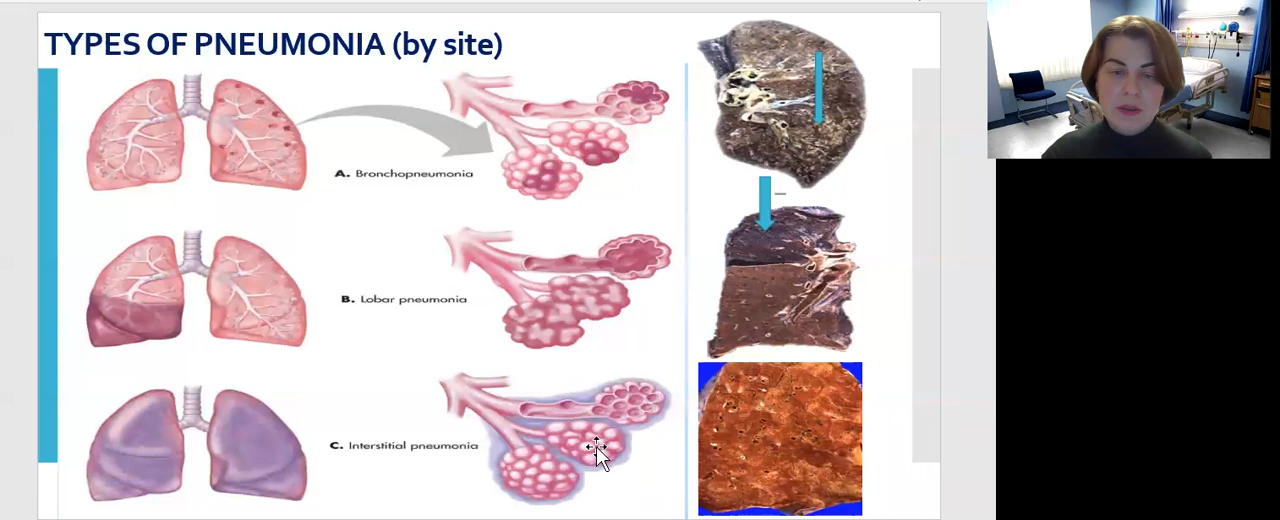 TYPES OF PNEUMONIA (by site)
A. Bronchopneumonia
B. Lobar pneumonia
C. Interstitial pneumonia